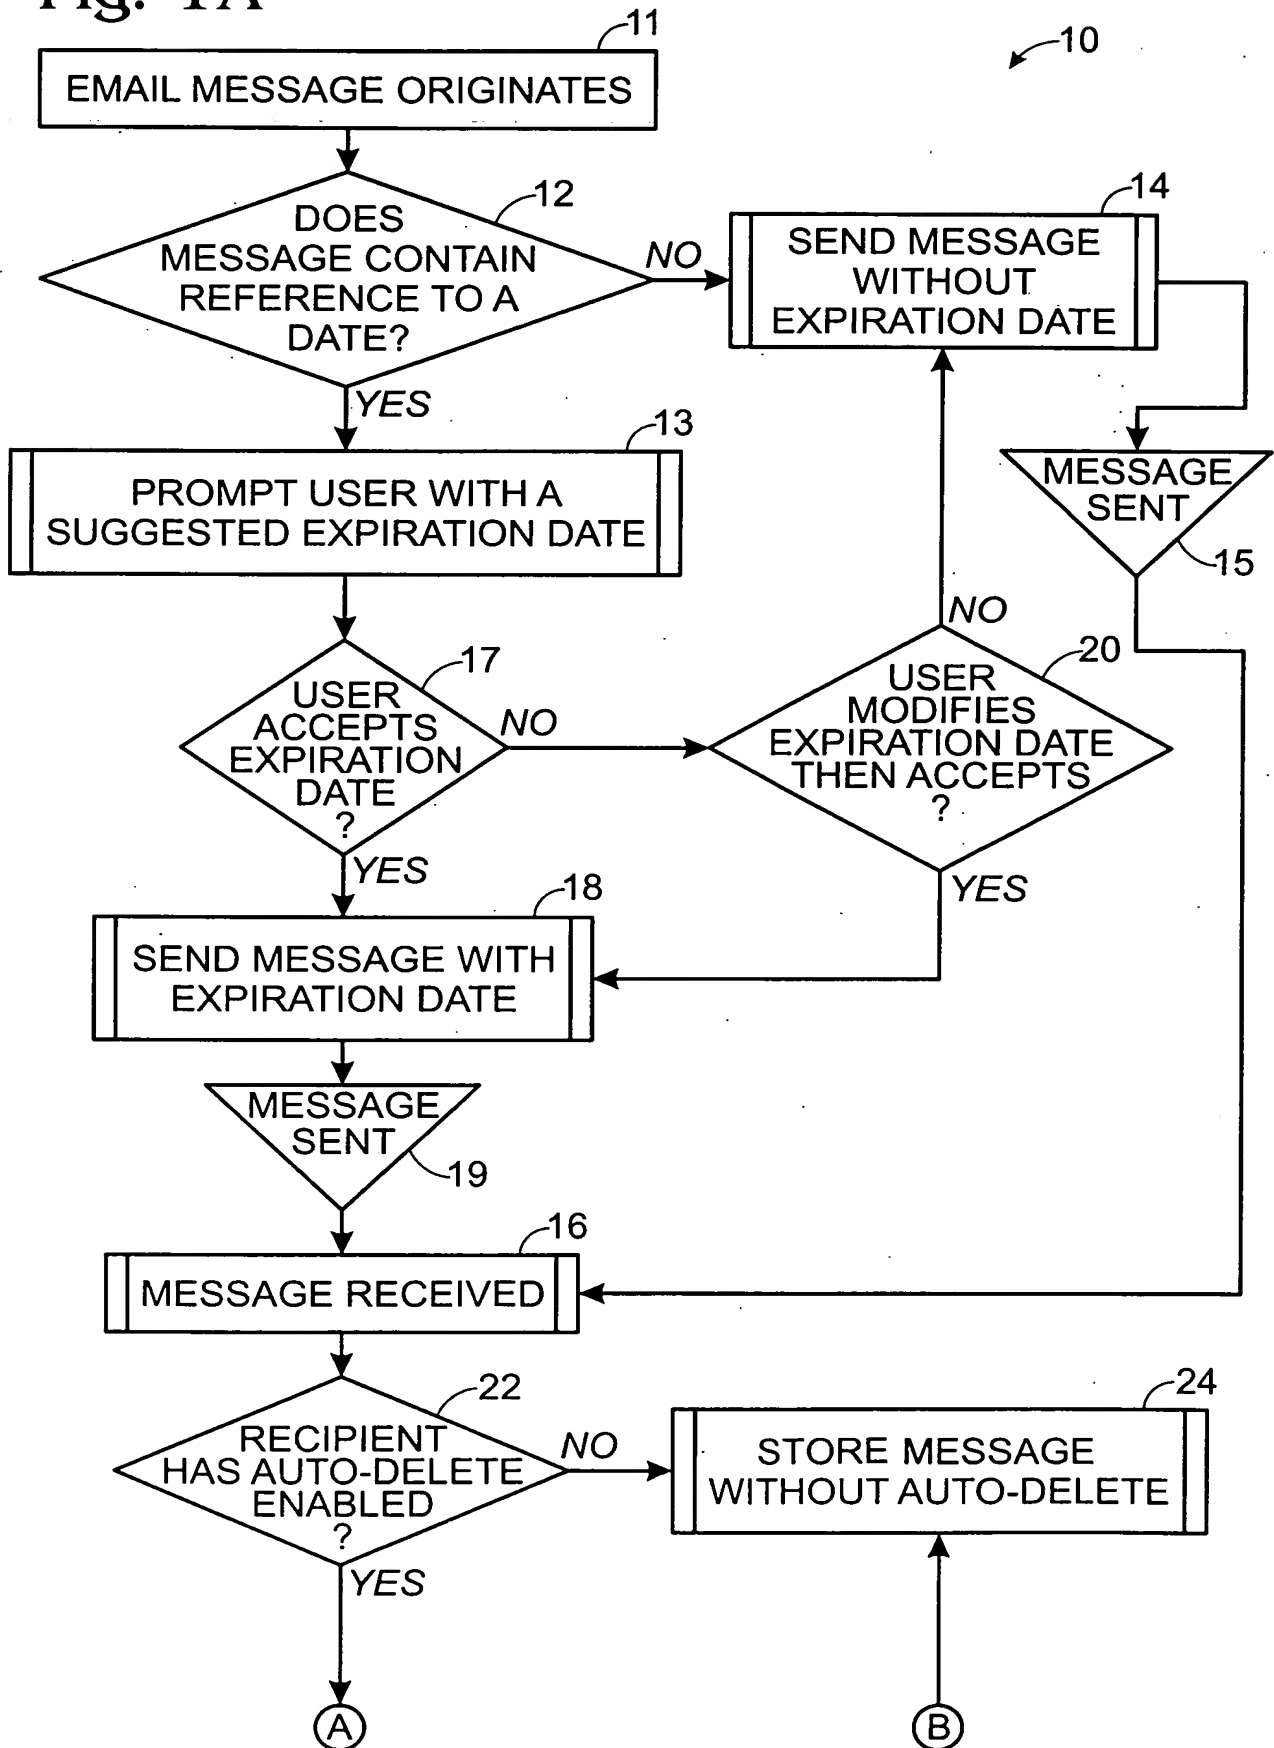 Fig. 1A
11
10
EMAIL MESSAGE ORIGINATES
12
DOES
MESSAGE CONTAIN
REFERENCE TO A
DATE?
NO
14
SEND MESSAGE
WITHOUT
EXPIRATION DATE
YES
13
PROMPT USER WITH A
SUGGESTED EXPIRATION DATE
MESSAGE
SENT
15
17
USER
ACCEPTS
EXPIRATION
DATE
?
NO
NO
20
USER
MODIFIES
EXPIRATION DATE
THEN ACCEPTS
?
YES
YES
18
SEND MESSAGE WITH
EXPIRATION DATE
MESSAGE
SENT
19
16
MESSAGE RECEIVED
22
RECIPIENT
HAS AUTO-DELETE
ENABLED
?
NO
24
STORE MESSAGE
WITHOUT AUTO-DELETE
YES
A
B